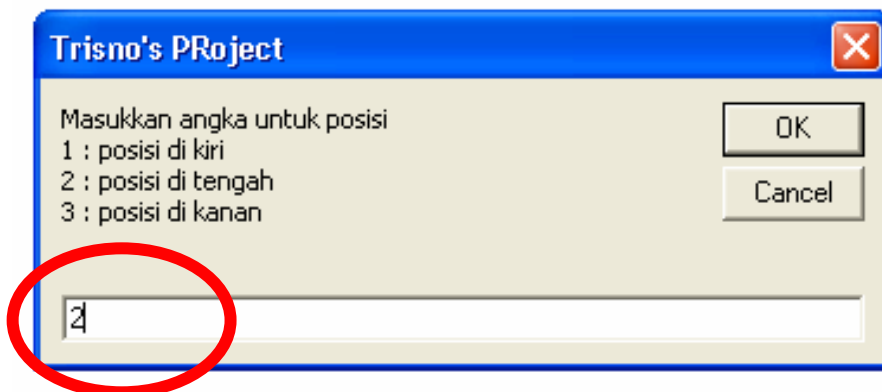 Trisno's PRoject
Masukkan angka untuk posisi
1 : posisi di kiri
2 : posisi di tengah
3 : posisi di kanan
OK
Cancel
2